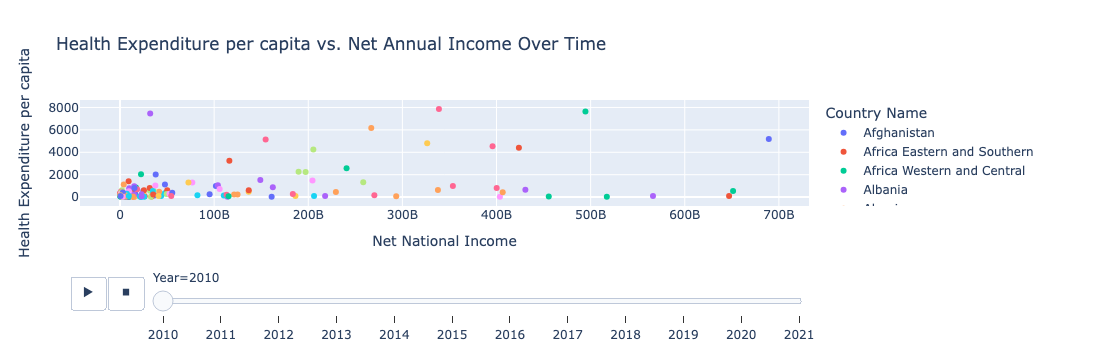 Health Expenditure per capita vs. Net Annual Income Over Time
Health Expenditure per capita
8000
6000
4000
2000
0
0 100B 200B 300B 400B 500B 600B 700B
Net National Income
Country Name
Afghanistan
Africa Eastern and Southern
Africa Western and Central
Albania
Year=2010
2010 2011 2012 2013 2014 2015 2016 2017 2018 2019 2020 2021